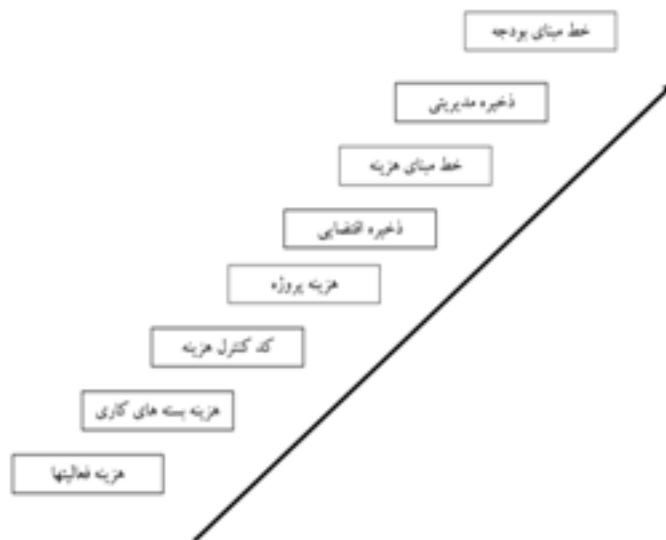 خط مبنای بودجه
ذخیره مدیریتی
خط مبنای هزینه
ذخیره اقتضایی
هزینه پروژه
کد کنترل هزینه
هزینه بسته های کاری
هزینه فعالیتها